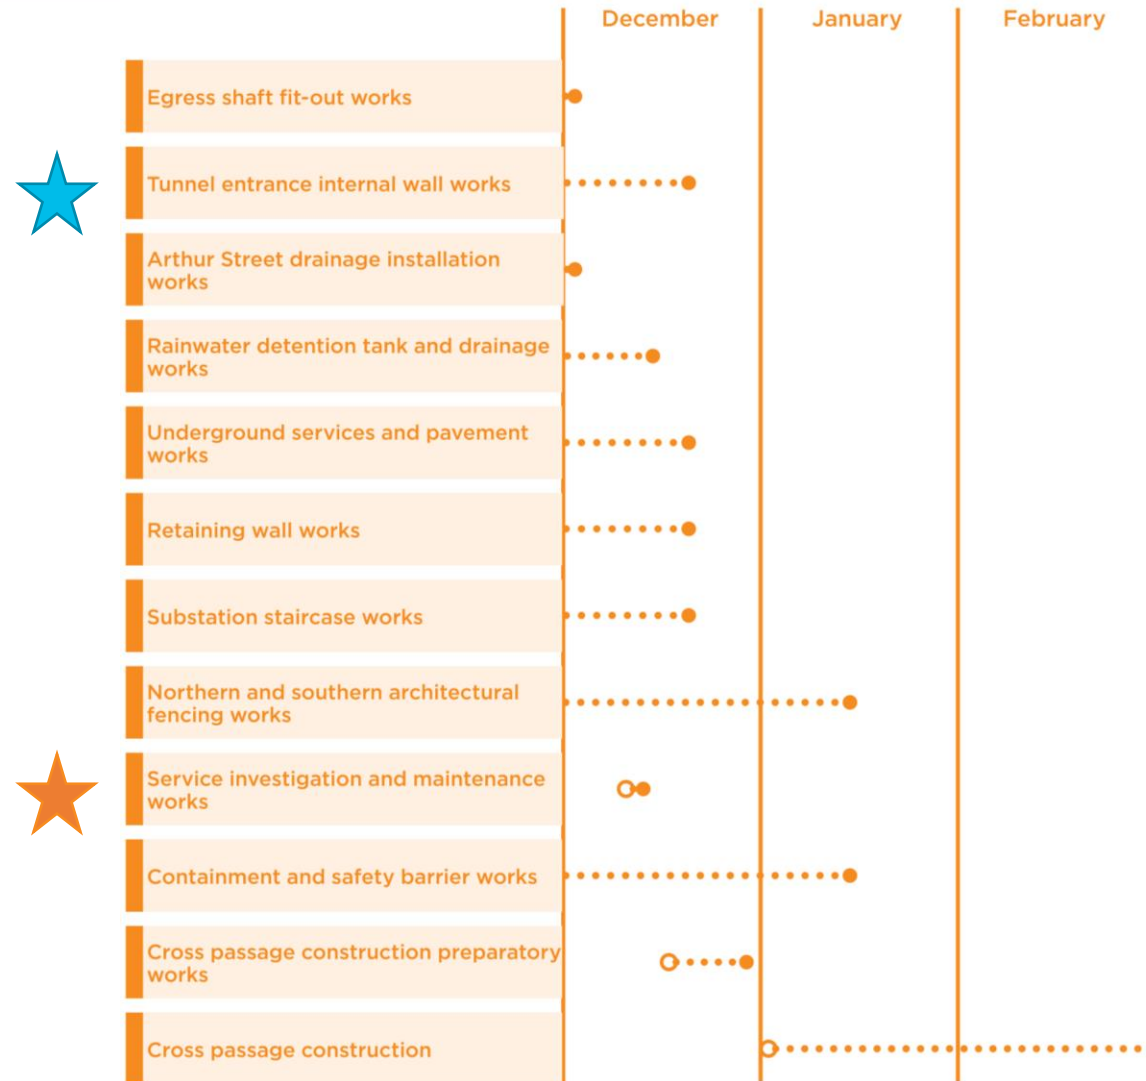 December January February
Egress shaft fit-out works
Tunnel entrance internal wall works
Arthur Street drainage installation
works
Rainwater detention tank and drainage
works
Underground services and pavement
works
Retaining wall works
Substation staircase works
Northern and southern architectural
fencing works
Service investigation and maintenance
works
Containment and safety barrier works
Cross passage construction preparatory
works
Cross passage construction